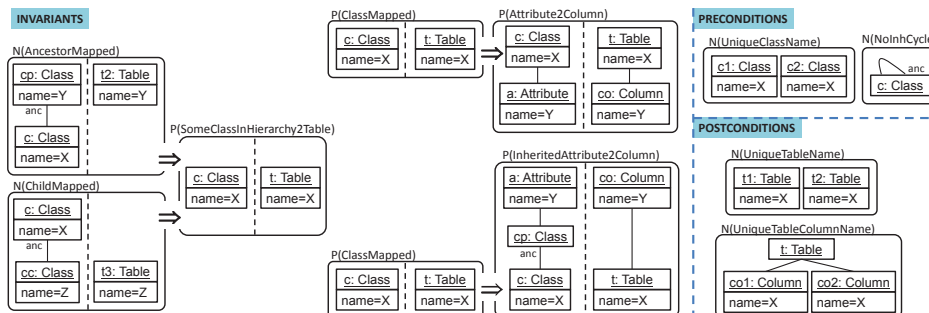 INVARIANTS
N(AncestorMapped)
cp: Class
name=Y
t2: Table
name=Y
anc
c: Class
name=X
N(ChildMapped)
c: Class
name=X
anc
cc: Class
name=Z
t3: Table
name=Z
P(SomeClassInHierarchy2Table)
c: Class
name=X
t: Table
name=X
P(ClassMapped)
c: Class
name=X
t: Table
name=X
P(Attribute2Column)
c: Class
name=X
t: Table
name=X
a: Attribute
name=Y
co: Column
name=Y
P(ClassMapped)
c: Class
name=X
t: Table
name=X
P(InheritedAttribute2Column)
a: Attribute
name=Y
co: Column
name=Y
cp: Class
anc
c: Class
name=X
t: Table
name=X
PRECONDITIONS
N(UniqueClassName)
c1: Class
name=X
c2: Class
name=X
N(NoInhCycle
anc
c: Class
POSTCONDITIONS
N(UniqueTableName)
t1: Table
name=X
t2: Table
name=X
N(UniqueTableColumnName)
t: Table
co1: Column
name=X
co2: Column
name=X